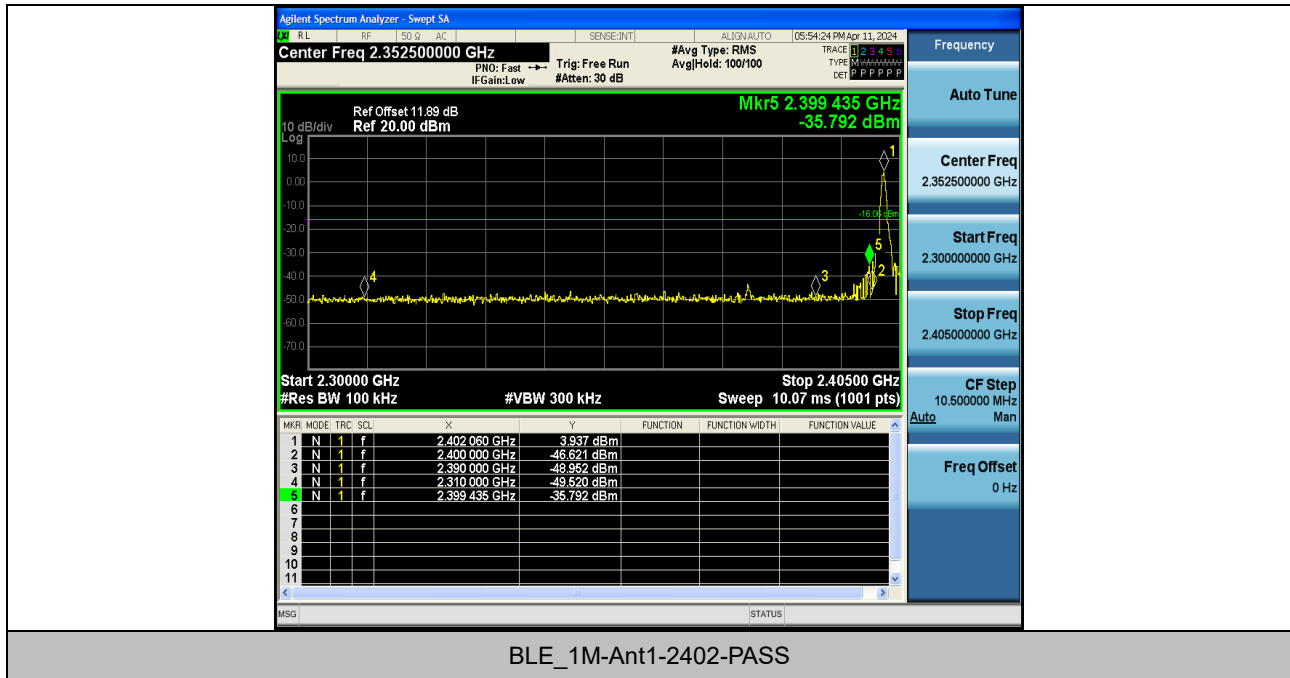 Agilent Spectrum Analyzer - Swept SA
RL RF 50 Ω AC SENSE:INT ALIGN AUTO 05:54:24 PM Apr 11, 2024
Center Freq 2.352500000 GHz
PNO: Fast
IFGain:Low
Trig: Free Run
#Atten: 30 dB
#Avg Type: RMS
Avg|Hold: 100/100
TRACE 1 2 3 4 5 6
TYPE M
DET P P P P P P
Mkr5 2.399 435 GHz
-35.792 dBm
Ref Offset 11.89 dB
10 dB/div Ref 20.00 dBm
Log
10.0
0.00
-10.0
-20.0
-30.0
-40.0
-50.0
-60.0
-70.0
1
-16.06 dBm
5
2
3
4
Start 2.30000 GHz Stop 2.40500 GHz
#Res BW 100 kHz #VBW 300 kHz Sweep 10.07 ms (1001 pts)
MKR MODE TRC SCL X Y FUNCTION FUNCTION WIDTH FUNCTION VALUE
1 N 1 f 2.402 060 GHz 3.937 dBm
2 N 1 f 2.400 000 GHz -46.621 dBm
3 N 1 f 2.390 000 GHz -48.952 dBm
4 N 1 f 2.310 000 GHz -49.520 dBm
5 N 1 f 2.399 435 GHz -35.792 dBm
6
7
8
9
10
11
MSG STATUS
Frequency
Auto Tune
Center Freq
2.352500000 GHz
Start Freq
2.300000000 GHz
Stop Freq
2.405000000 GHz
CF Step
10.500000 MHz
Auto Man
Freq Offset
0 Hz
BLE_1M-Ant1-2402-PASS